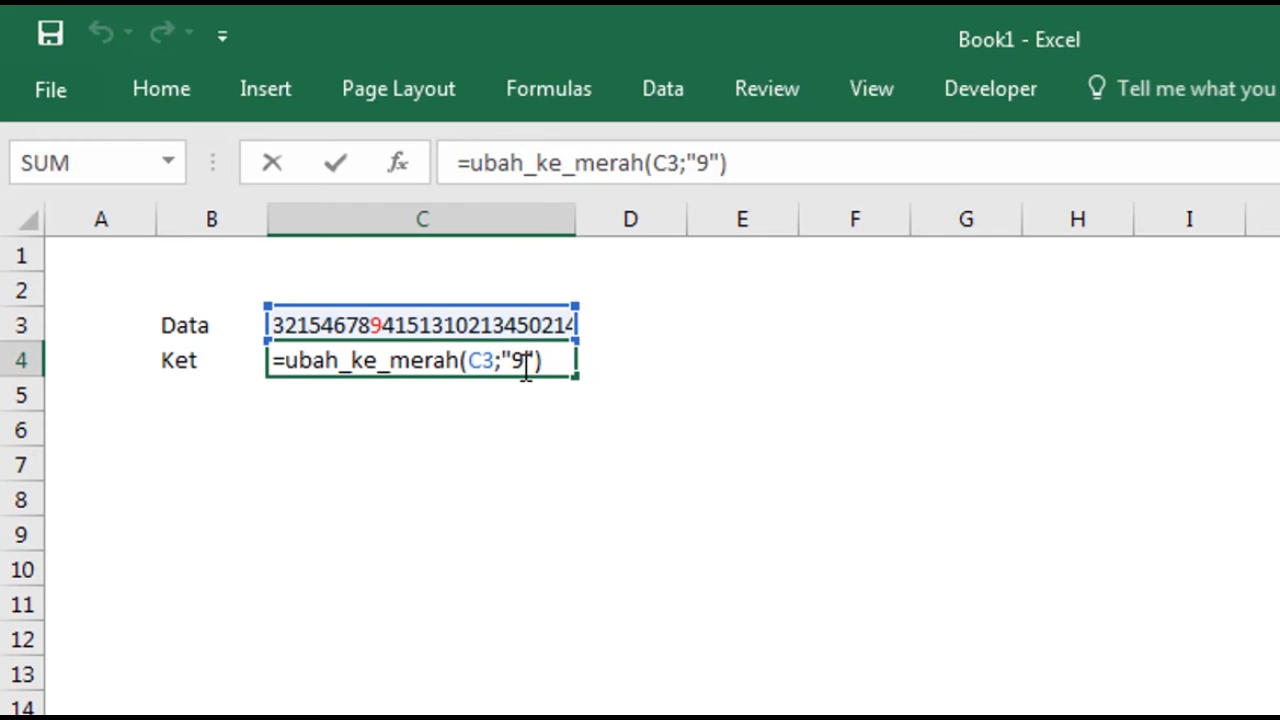 Book1 - Excel
File Home Insert Page Layout Formulas Data Review View Developer Tell me what you
SUM fx =ubah_ke_merah(C3;"9")
A B C D E F G H I
1
2
3 Data 3215467894151310213450214
4 Ket =ubah_ke_merah(C3;"9")
5
6
7
8
9
10
11
12
13
14